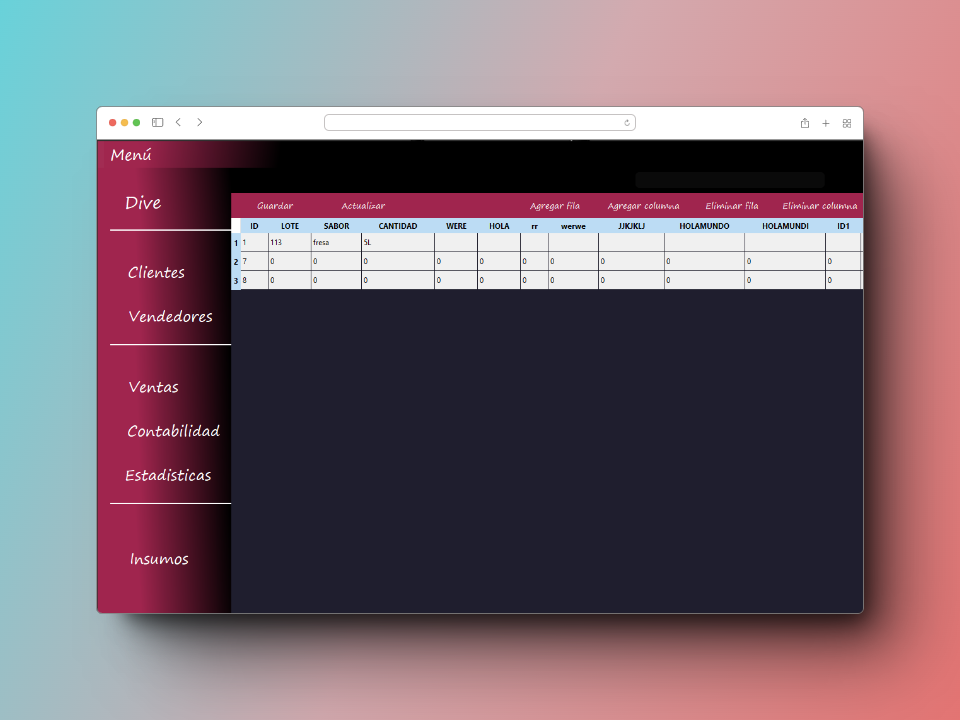 Menú
Dive
Clientes
Vendedores
Ventas
Contabilidad
Estadisticas
Insumos
Guardar Actualizar Agregar fila Agregar columna Eliminar fila Eliminar columna
ID LOTE SABOR CANTIDAD WERE HOLA rr werwe JJKJKLJ HOLAMUNDO HOLAMUNDI ID1
1 1 113 fresa 5L
2 7 0 0 0 0 0 0 0 0 0 0 0
3 8 0 0 0 0 0 0 0 0 0 0 0